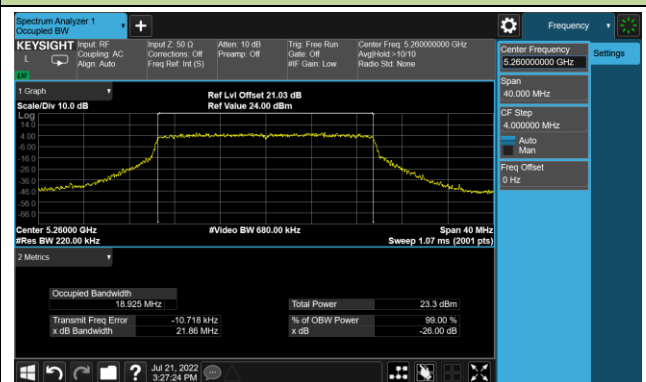 Spectrum Analyzer 1
Occupied BW
+
Frequency
KEYSIGHT
L
LXI
Input: RF
Coupling: AC
Align: Auto
Input Z: 50 Ω
Corrections: Off
Freq Ref: Int (S)
Atten: 10 dB
Preamp: Off
Trig: Free Run
Gate: Off
#IF Gain: Low
Center Freq: 5.260000000 GHz
Avg|Hold:>10/10
Radio Std: None
Center Frequency
5.260000000 GHz
Settings
Span
40.000 MHz
CF Step
4.000000 MHz
Auto
Man
Freq Offset
0 Hz
1 Graph
Scale/Div 10.0 dB
Ref Lvl Offset 21.03 dB
Ref Value 24.00 dBm
Log
14.0
4.00
-6.00
-16.0
-26.0
-36.0
-46.0
-56.0
-66.0
Center 5.26000 GHz
#Video BW 680.00 kHz
Span 40 MHz
#Res BW 220.00 kHz
Sweep 1.07 ms (2001 pts)
2 Metrics
Occupied Bandwidth
18.925 MHz
Total Power 23.3 dBm
Transmit Freq Error -10.718 kHz
% of OBW Power 99.00 %
x dB Bandwidth 21.86 MHz
x dB -26.00 dB
?
Jul 21, 2022
3:27:24 PM